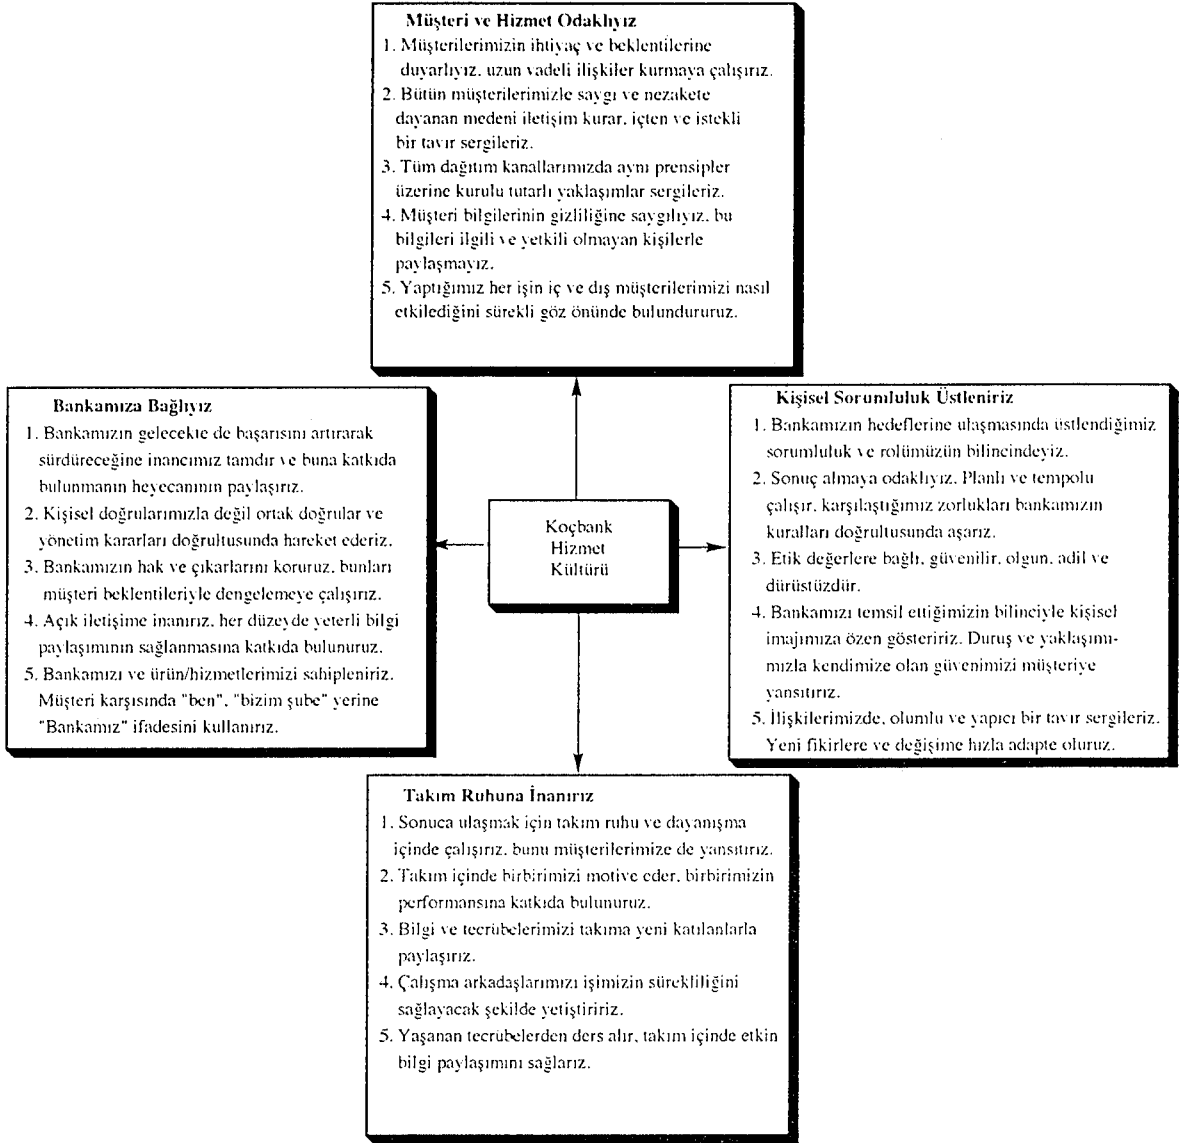 Müşteri ve Hizmet Odaklıyız
1. Müşterilerimizin ihtiyaç ve beklentilerine
duyarlıyız, uzun vadeli ilişkiler kurmaya çalışırız.
2. Bütün müşterilerimizle saygı ve nezakete
dayanan medeni iletişim kurar, içten ve istekli
bir tavır sergileriz.
3. Tüm dağıtım kanallarımızda aynı prensipler
üzerine kurulu tutarlı yaklaşımlar sergileriz.
4. Müşteri bilgilerinin gizliliğine saygılıyız, bu
bilgileri ilgili ve yetkili olmayan kişilerle
paylaşmayız.
5. Yaptığımız her işin iç ve dış müşterilerimizi nasıl
etkilediğini sürekli göz önünde bulundururuz.
Bankamıza Bağlıyız
1. Bankamızın gelecekte de başarısını artırarak
sürdüreceğine inancımız tamdır ve buna katkıda
bulunmanın heyecanının paylaşırız.
2. Kişisel doğrularımızla değil ortak doğrular ve
yönetim kararları doğrultusunda hareket ederiz.
3. Bankamızın hak ve çıkarlarını koruruz, bunları
müşteri beklentileriyle dengelemeye çalışırız.
4. Açık iletişime inanırız, her düzeyde yeterli bilgi
paylaşımının sağlanmasına katkıda bulunuruz.
5. Bankamızı ve ürün/hizmetlerimizi sahipleniriz.
Müşteri karşısında "ben", "bizim şube" yerine
"Bankamız" ifadesini kullanırız.
Koçbank
Hizmet
Kültürü
Kişisel Sorumluluk Üstleniriz
1. Bankamızın hedeflerine ulaşmasında üstlendiğimiz
sorumluluk ve rolümüzün bilincindeyiz.
2. Sonuç almaya odaklıyız. Planlı ve tempolu
çalışır, karşılaştığımız zorlukları bankamızın
kuralları doğrultusunda aşarız.
3. Etik değerlere bağlı, güvenilir, olgun, adil ve
dürüstüzdür.
4. Bankamızı temsil ettiğimizin bilinciyle kişisel
imajımıza özen gösteririz. Duruş ve yaklaşımı-
mızla kendimize olan güvenimizi müşteriye
yansıtırız.
5. İlişkilerimizde, olumlu ve yapıcı bir tavır sergileriz.
Yeni fikirlere ve değişime hızla adapte oluruz.
Takım Ruhuna İnanırız
1. Sonuca ulaşmak için takım ruhu ve dayanışma
içinde çalışırız, bunu müşterilerimize de yansıtırız.
2. Takım içinde birbirimizi motive eder, birbirimizin
performansına katkıda bulunuruz.
3. Bilgi ve tecrübelerimizi takıma yeni katılanlarla
paylaşırız.
4. Çalışma arkadaşlarımızı işimizin sürekliliğini
sağlayacak şekilde yetiştiririz.
5. Yaşanan tecrübelerden ders alır, takım içinde etkin
bilgi paylaşımını sağlarız.